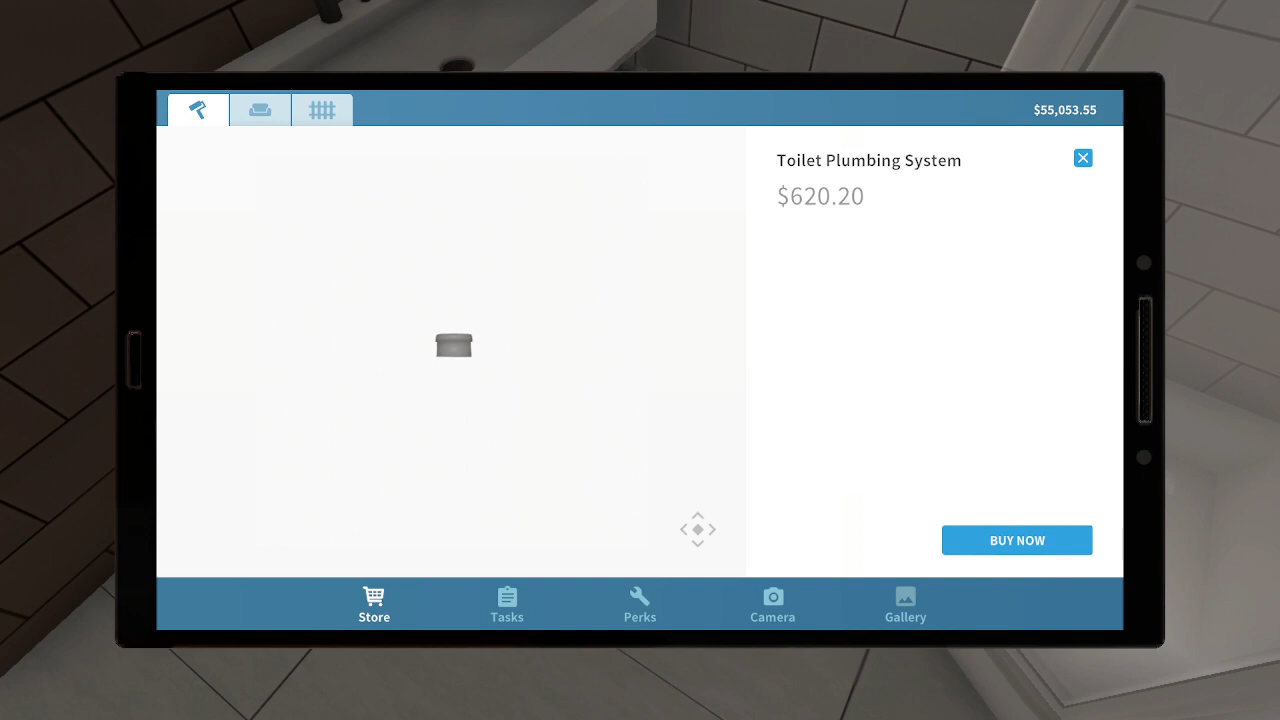 $55,053.55
Toilet Plumbing System
$620.20
BUY NOW
Store
Tasks
Perks
Camera
Gallery